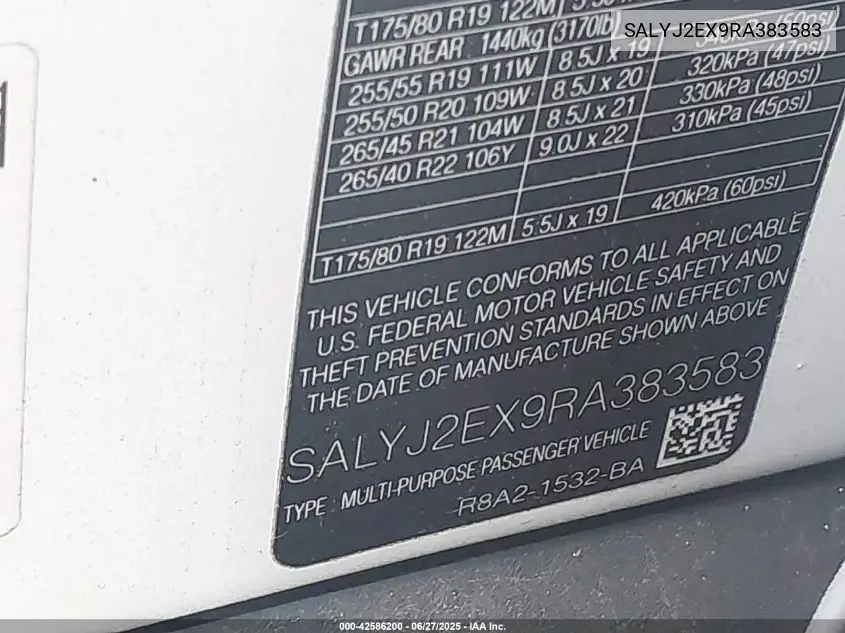 SALYJ2EX9RA383583
T175/80 R19 122M
GAWR REAR 1440kg (3170lb)
255/55 R19 111W 8.5J x 19
255/50 R20 109W 8.5J x 20 320kPa (47psi)
265/45 R21 104W 8.5J x 21 330kPa (48psi)
265/40 R22 106Y 9.0J x 22 310kPa (45psi)
T175/80 R19 122M 5.5J x 19 420kPa (60psi)
THIS VEHICLE CONFORMS TO ALL APPLICABLE
U.S. FEDERAL MOTOR VEHICLE SAFETY AND
THEFT PREVENTION STANDARDS IN EFFECT ON
THE DATE OF MANUFACTURE SHOWN ABOVE
SALYJ2EX9RA383583
TYPE : MULTI-PURPOSE PASSENGER VEHICLE
R8A2-1532-BA
000-42586200 - 06/27/2025 - IAA Inc.